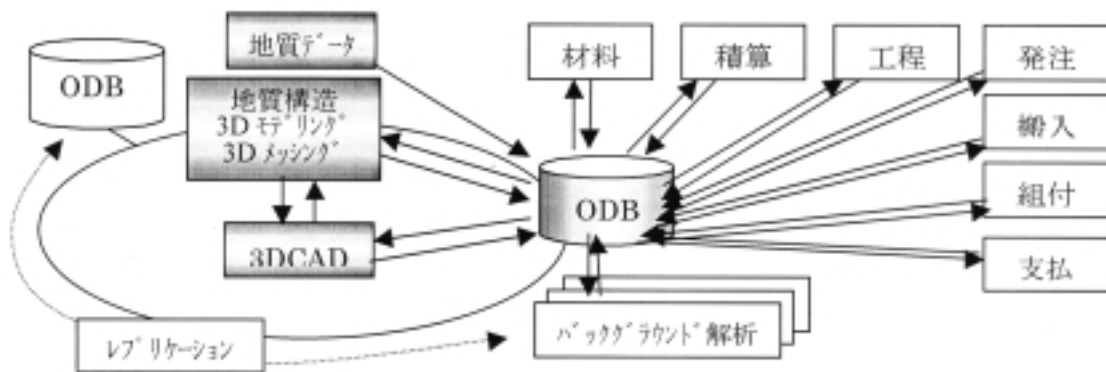 地質データ
材料
積算
工程
発注
ODB
地質構造
3Dモデリング
3Dメッシング
搬入
ODB
組付
3DCAD
支払
バックグラウンド解析
レプリケーション